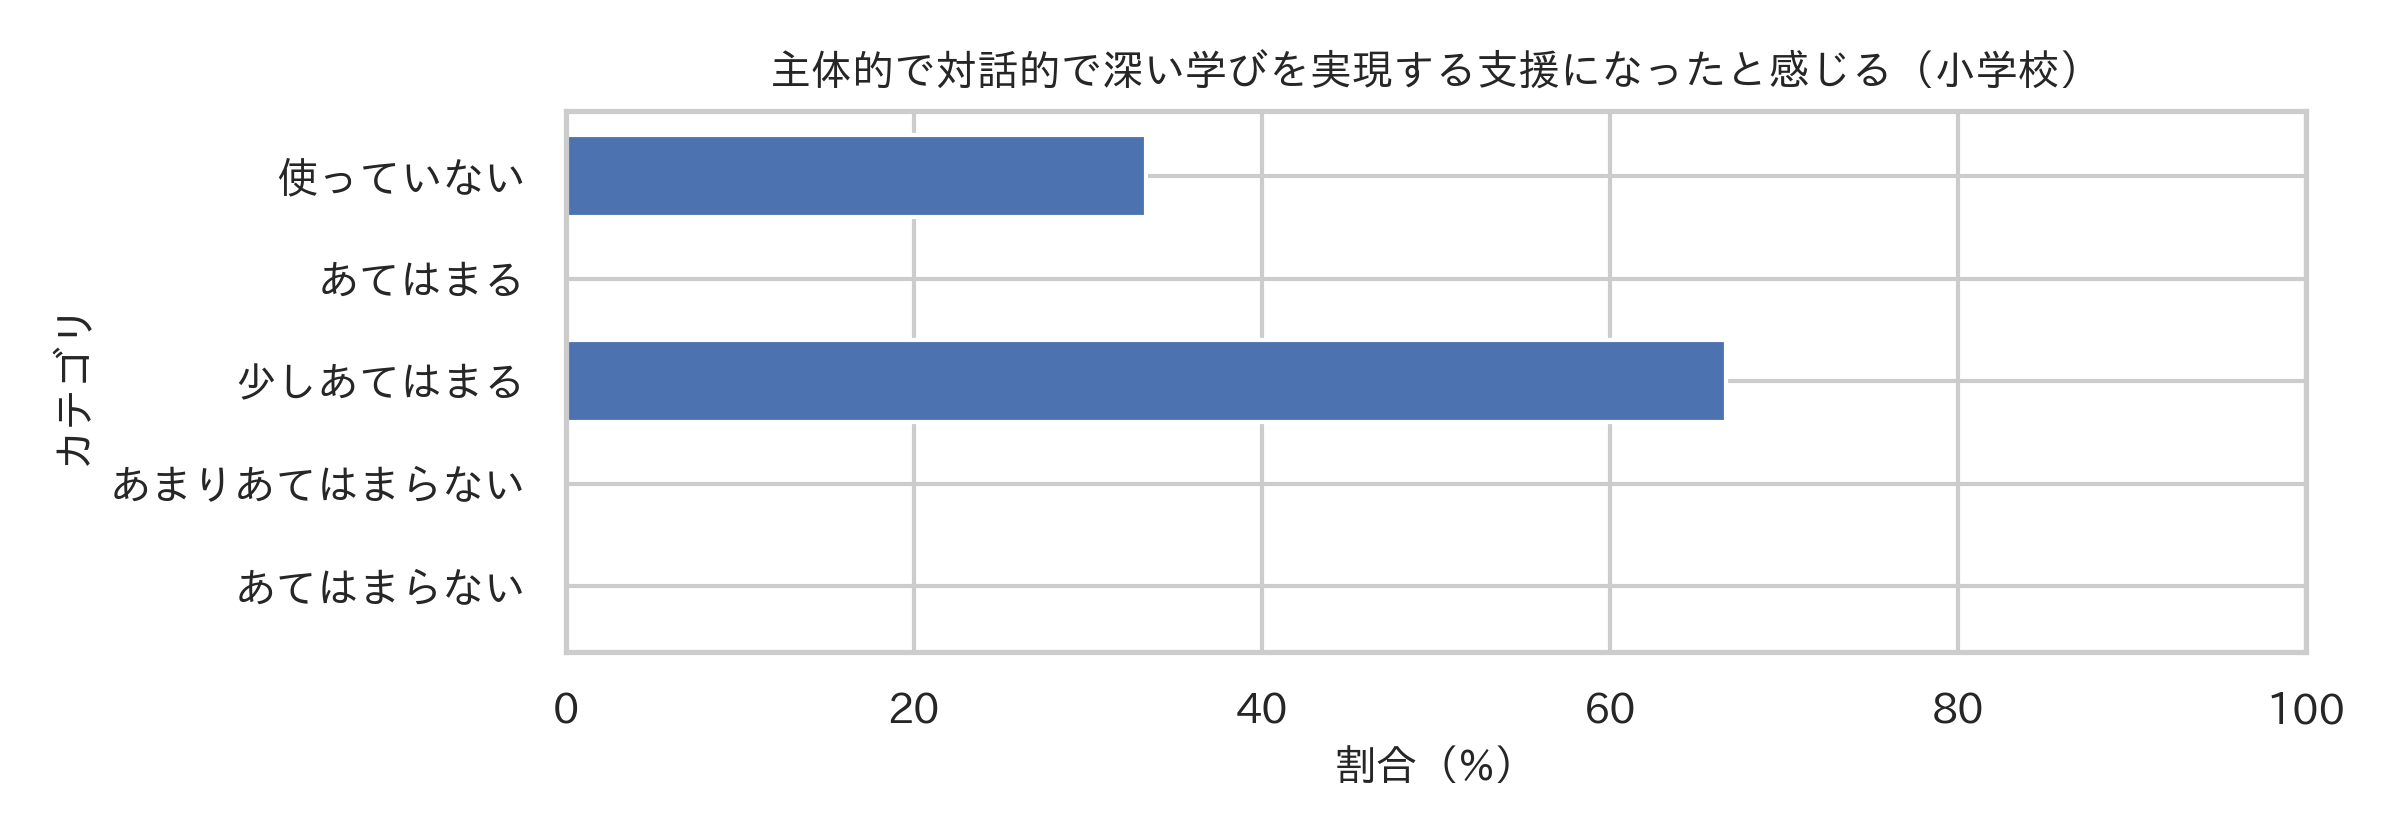 主体的で対話的で深い学びを実現する支援になったと感じる（小学校）
使っていない
あてはまる
少しあてはまる
あまりあてはまらない
あてはまらない
カテゴリ
0 20 40 60 80 100
割合（%）